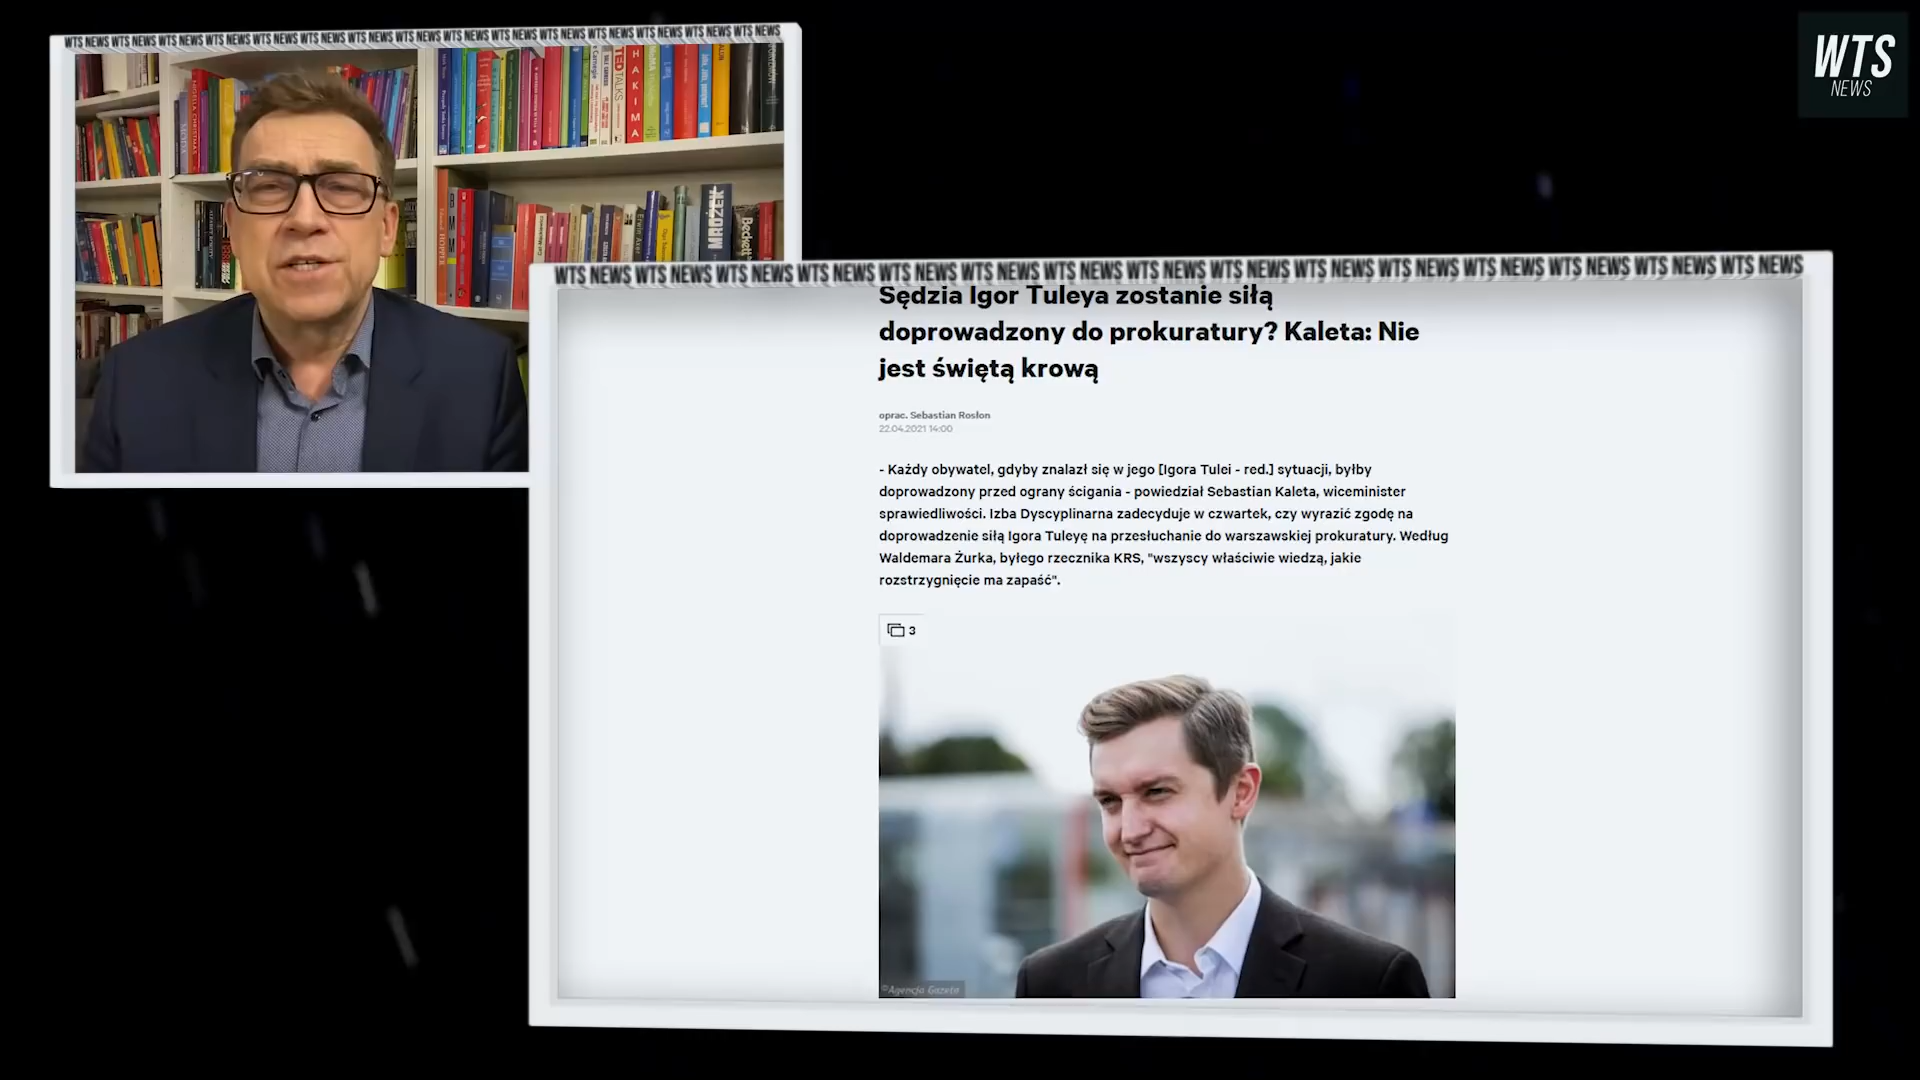 WTS NEWS WTS NEWS WTS NEWS WTS NEWS WTS NEWS WTS NEWS WTS NEWS WTS NEWS WTS NEWS WTS NEWS WTS NEWS WTS NEWS WTS NEWS WTS NEWS WTS NEWS
WTS
NEWS
TED TALKS
HAKIMA
HOPPER
MROŻEK
Beckett
WTS NEWS WTS NEWS WTS NEWS WTS NEWS WTS NEWS WTS NEWS WTS NEWS WTS NEWS WTS NEWS WTS NEWS WTS NEWS WTS NEWS WTS NEWS WTS NEWS WTS NEWS
Sędzia Igor Tuleya zostanie siłą
doprowadzony do prokuratury? Kaleta: Nie
jest świętą krową
oprac. Sebastian Rosłon
22.04.2021 14:00
- Każdy obywatel, gdyby znalazł się w jego [Igora Tulei - red.] sytuacji, byłby
doprowadzony przed ograny ścigania - powiedział Sebastian Kaleta, wiceminister
sprawiedliwości. Izba Dyscyplinarna zadecyduje w czwartek, czy wyrazić zgodę na
doprowadzenie siłą Igora Tuleyę na przesłuchanie do warszawskiej prokuratury. Według
Waldemara Żurka, byłego rzecznika KRS, "wszyscy właściwie wiedzą, jakie
rozstrzygnięcie ma zapaść".
3
©Agencja Gazeta